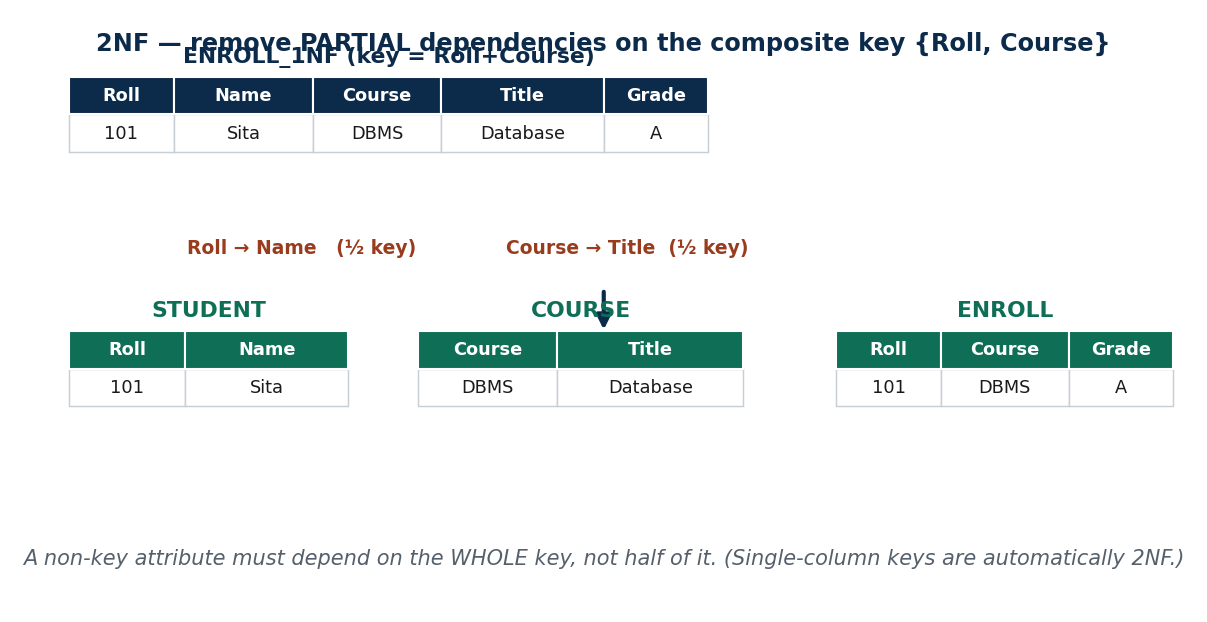 2NF — remove PARTIAL dependencies on the composite key {Roll, Course}
ENROLL_1NF (key = Roll+Course)
Roll Name Course Title Grade
101 Sita DBMS Database A
Roll → Name (½ key) Course → Title (½ key)
STUDENT COURSE ENROLL
Roll Name Course Title Roll Course Grade
101 Sita DBMS Database 101 DBMS A
A non-key attribute must depend on the WHOLE key, not half of it. (Single-column keys are automatically 2NF.)